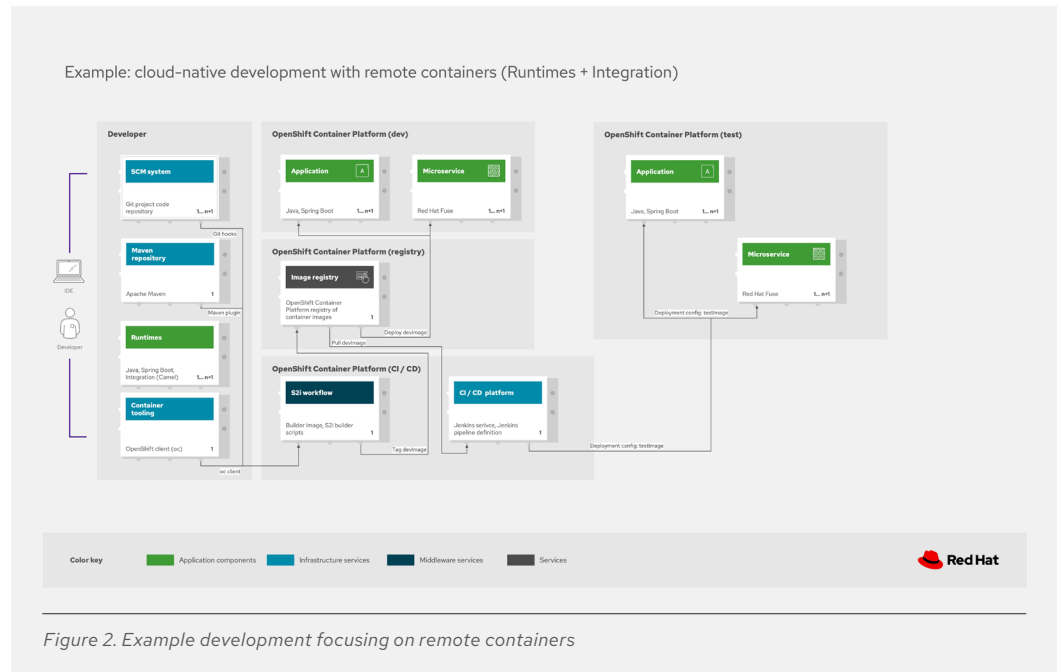 Example: cloud-native development with remote containers (Runtimes + Integration)
Developer
SCM system
Git project code
repository
1... n+1
Git hooks
Maven
repository
Apache Maven
1
Maven plugin
IDE
Developer
Runtimes
Java, Spring Boot,
Integration (Camel)
1... n+1
Container
tooling
OpenShift client (oc)
1
oc client
OpenShift Container Platform (dev)
Application
A
Java, Spring Boot
1... n+1
Microservice
Red Hat Fuse
1... n+1
OpenShift Container Platform (registry)
Image registry
OpenShift Container
Platform registry of
container images
1
Deploy devimage
Pull devimage
OpenShift Container Platform (CI / CD)
S2i workflow
Builder image, S2i builder
scripts
1
Tag devimage
CI / CD platform
Jenkins serivce, Jenkins
pipeline definition
1
Deployment config: testimage
OpenShift Container Platform (test)
Application
A
Java, Spring Boot
1... n+1
Microservice
Red Hat Fuse
1... n+1
Deployment config: testimage
Color key
Application components
Infrastructure services
Middleware services
Services
Red Hat
Figure 2. Example development focusing on remote containers